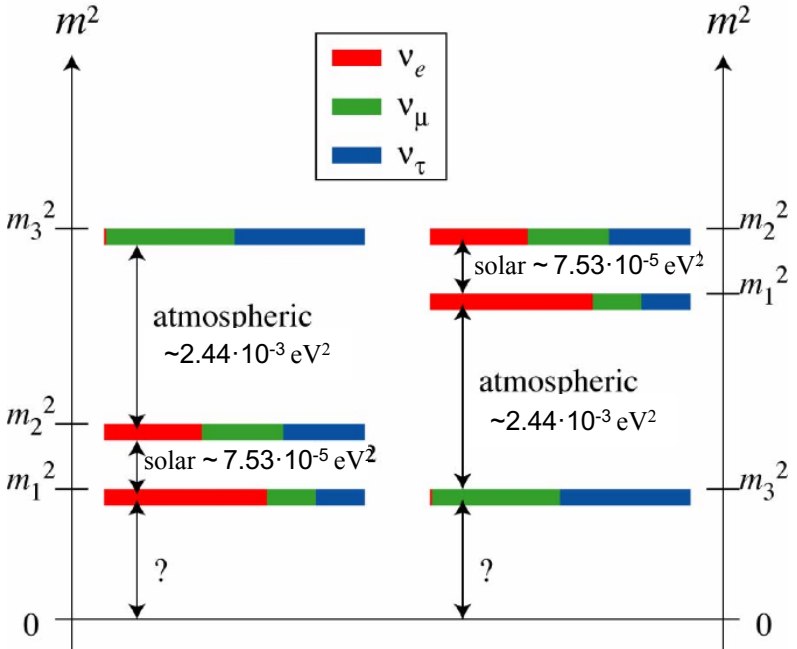 m² m²
νe
νμ
ντ
m₃² m₂²
solar ~ 7.53·10⁻⁵ eV²
m₁²
atmospheric
~2.44·10⁻³ eV²
atmospheric
~2.44·10⁻³ eV²
m₂²
solar ~ 7.53·10⁻⁵ eV²
m₁² m₃²
? ?
0 0